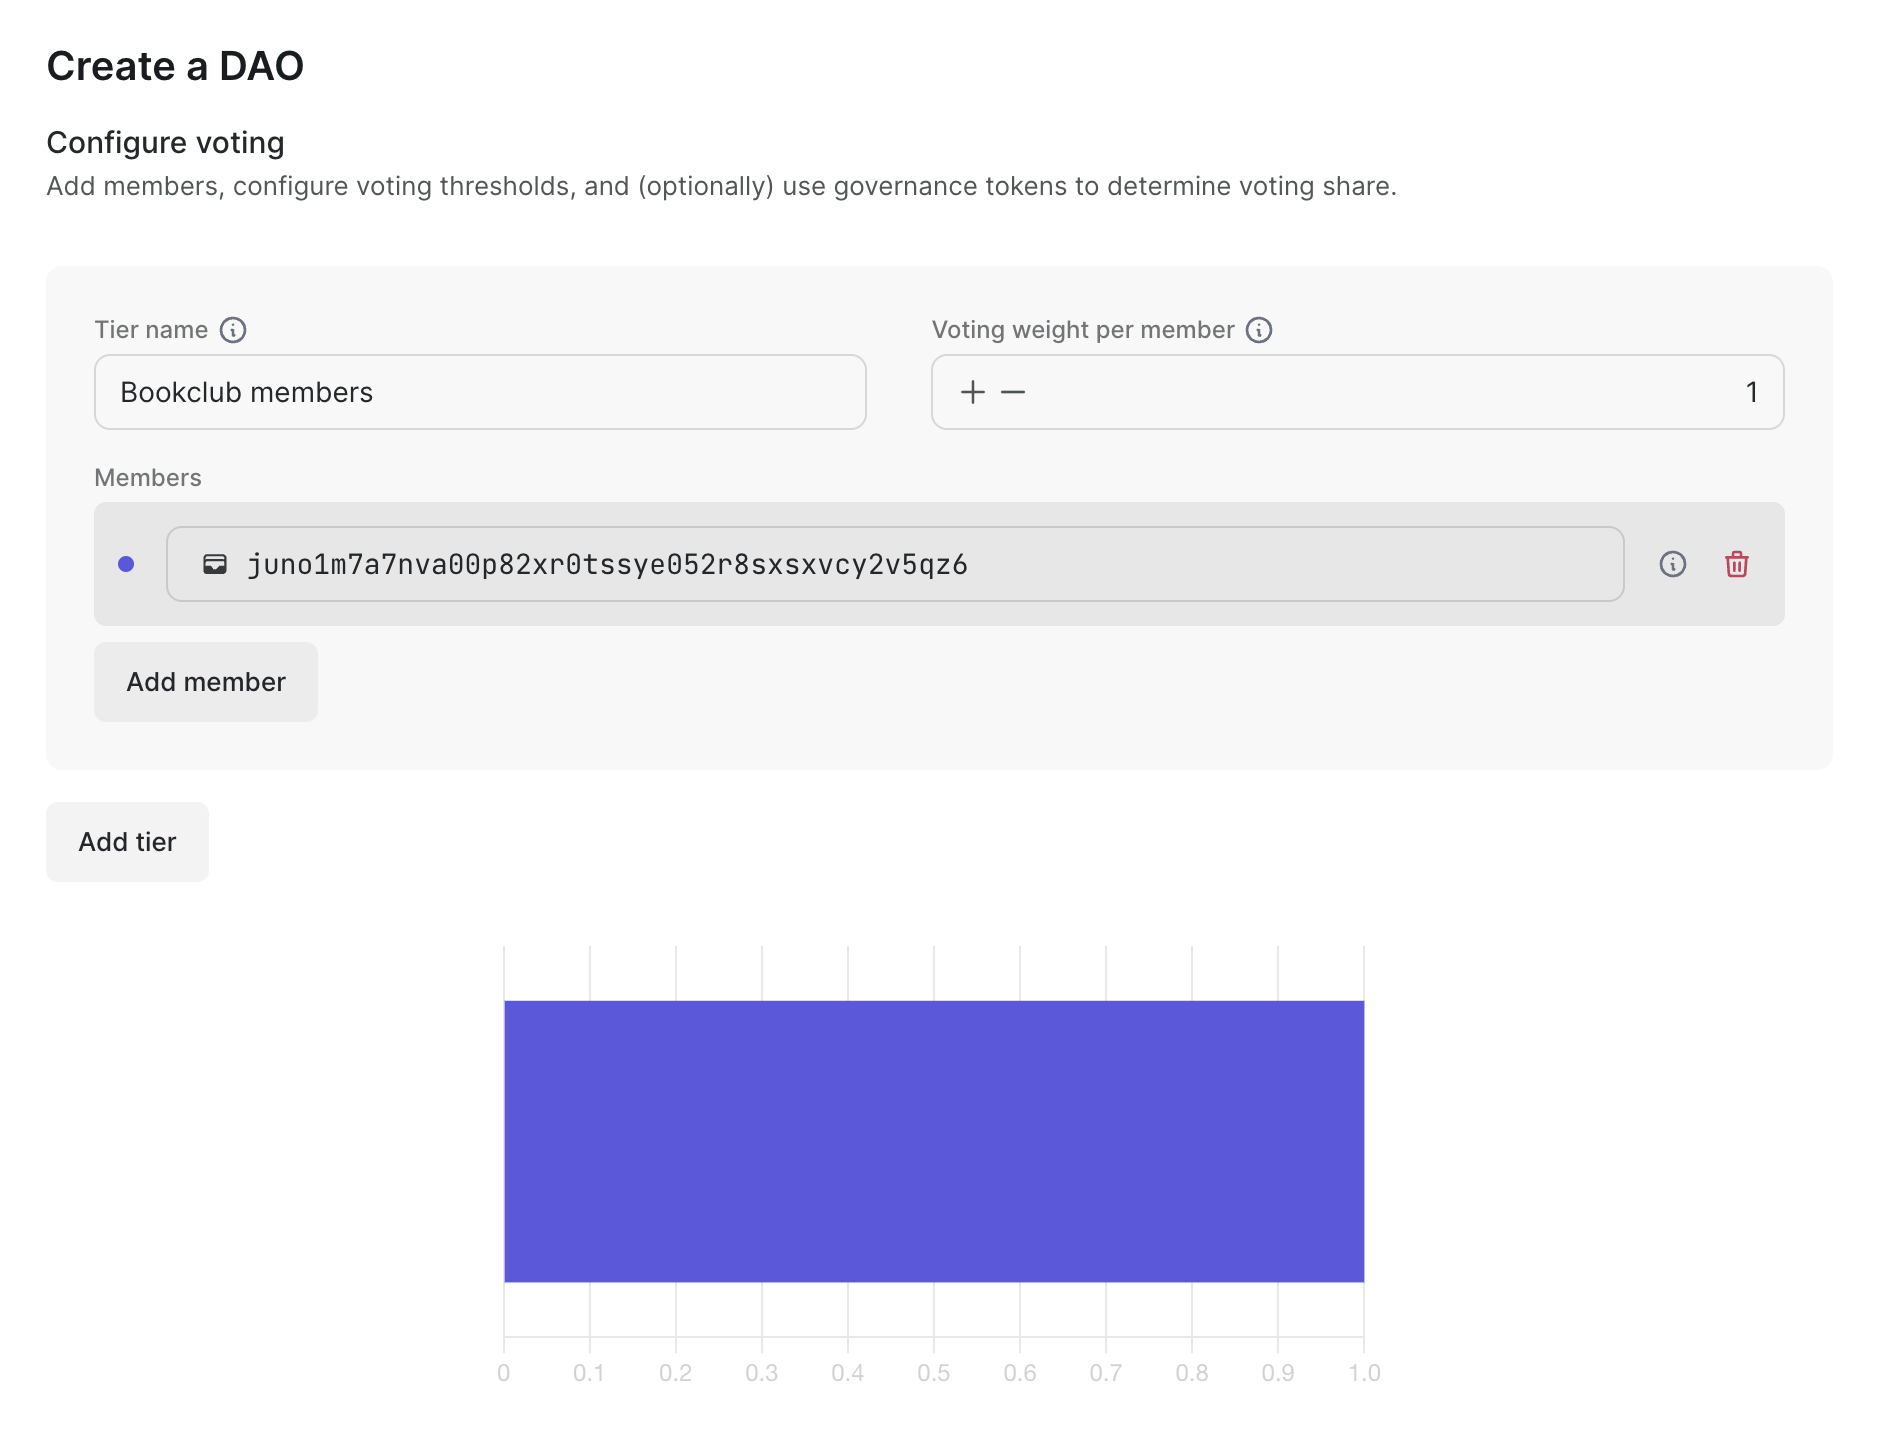 Create a DAO
Configure voting
Add members, configure voting thresholds, and (optionally) use governance tokens to determine voting share.
Tier name
Voting weight per member
Bookclub members
1
Members
juno1m7a7nva00p82xr0tssye052r8sxsxvcy2v5qz6
Add member
Add tier
0 0.1 0.2 0.3 0.4 0.5 0.6 0.7 0.8 0.9 1.0